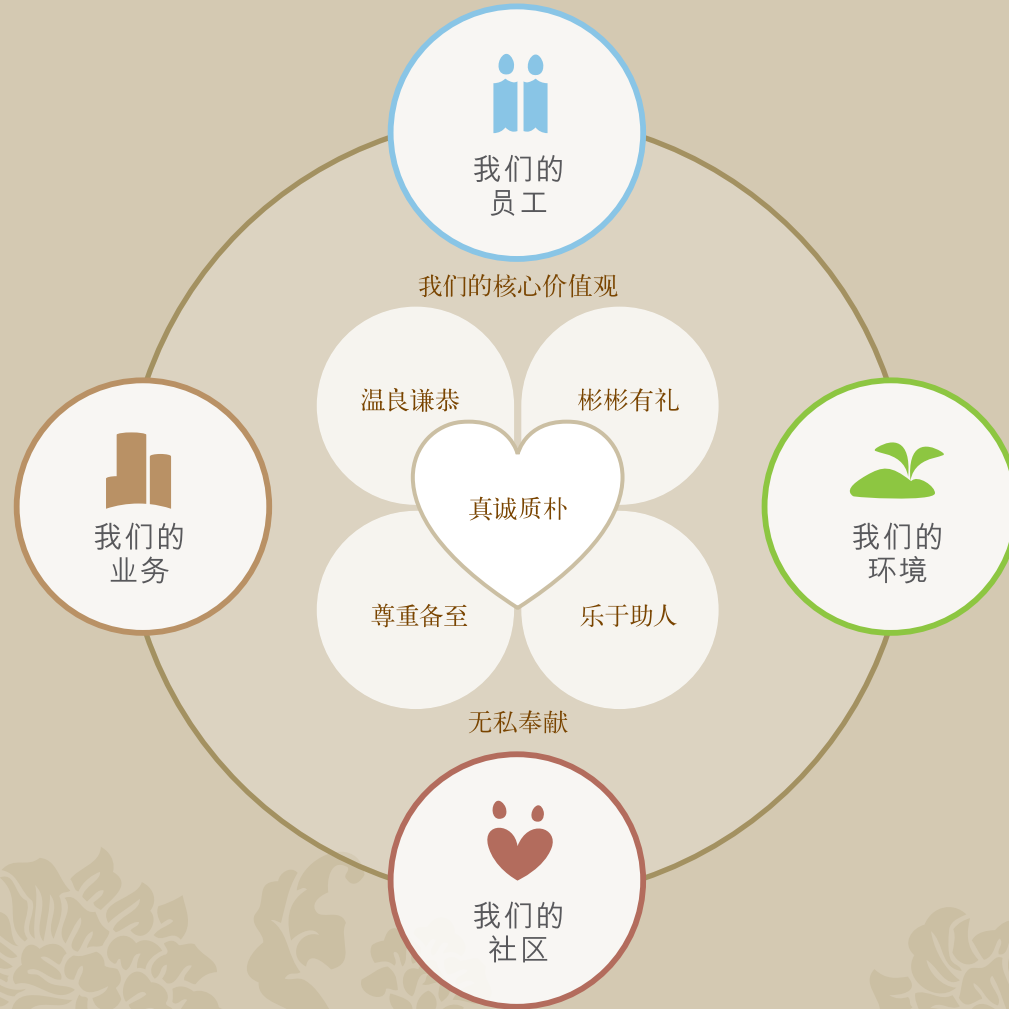 我们的
员工
我们的核心价值观
温良谦恭
彬彬有礼
真诚质朴
我们的
业务
我们的
环境
尊重备至
乐于助人
无私奉献
我们的
社区